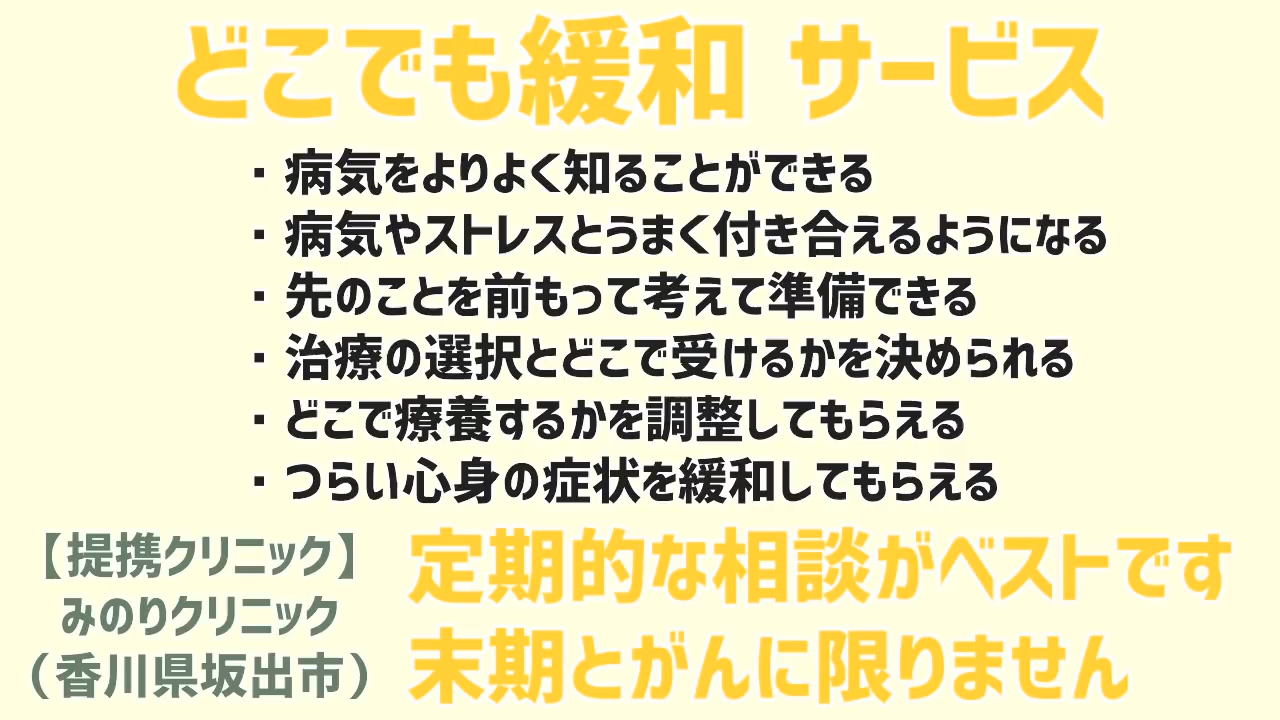 どこでも緩和 サービス
・病気をよりよく知ることができる
・病気やストレスとうまく付き合えるようになる
・先のことを前もって考えて準備できる
・治療の選択とどこで受けるかを決められる
・どこで療養するかを調整してもらえる
・つらい心身の症状を緩和してもらえる
【提携クリニック】
みのりクリニック
（香川県坂出市）
定期的な相談がベストです
末期とがんに限りません